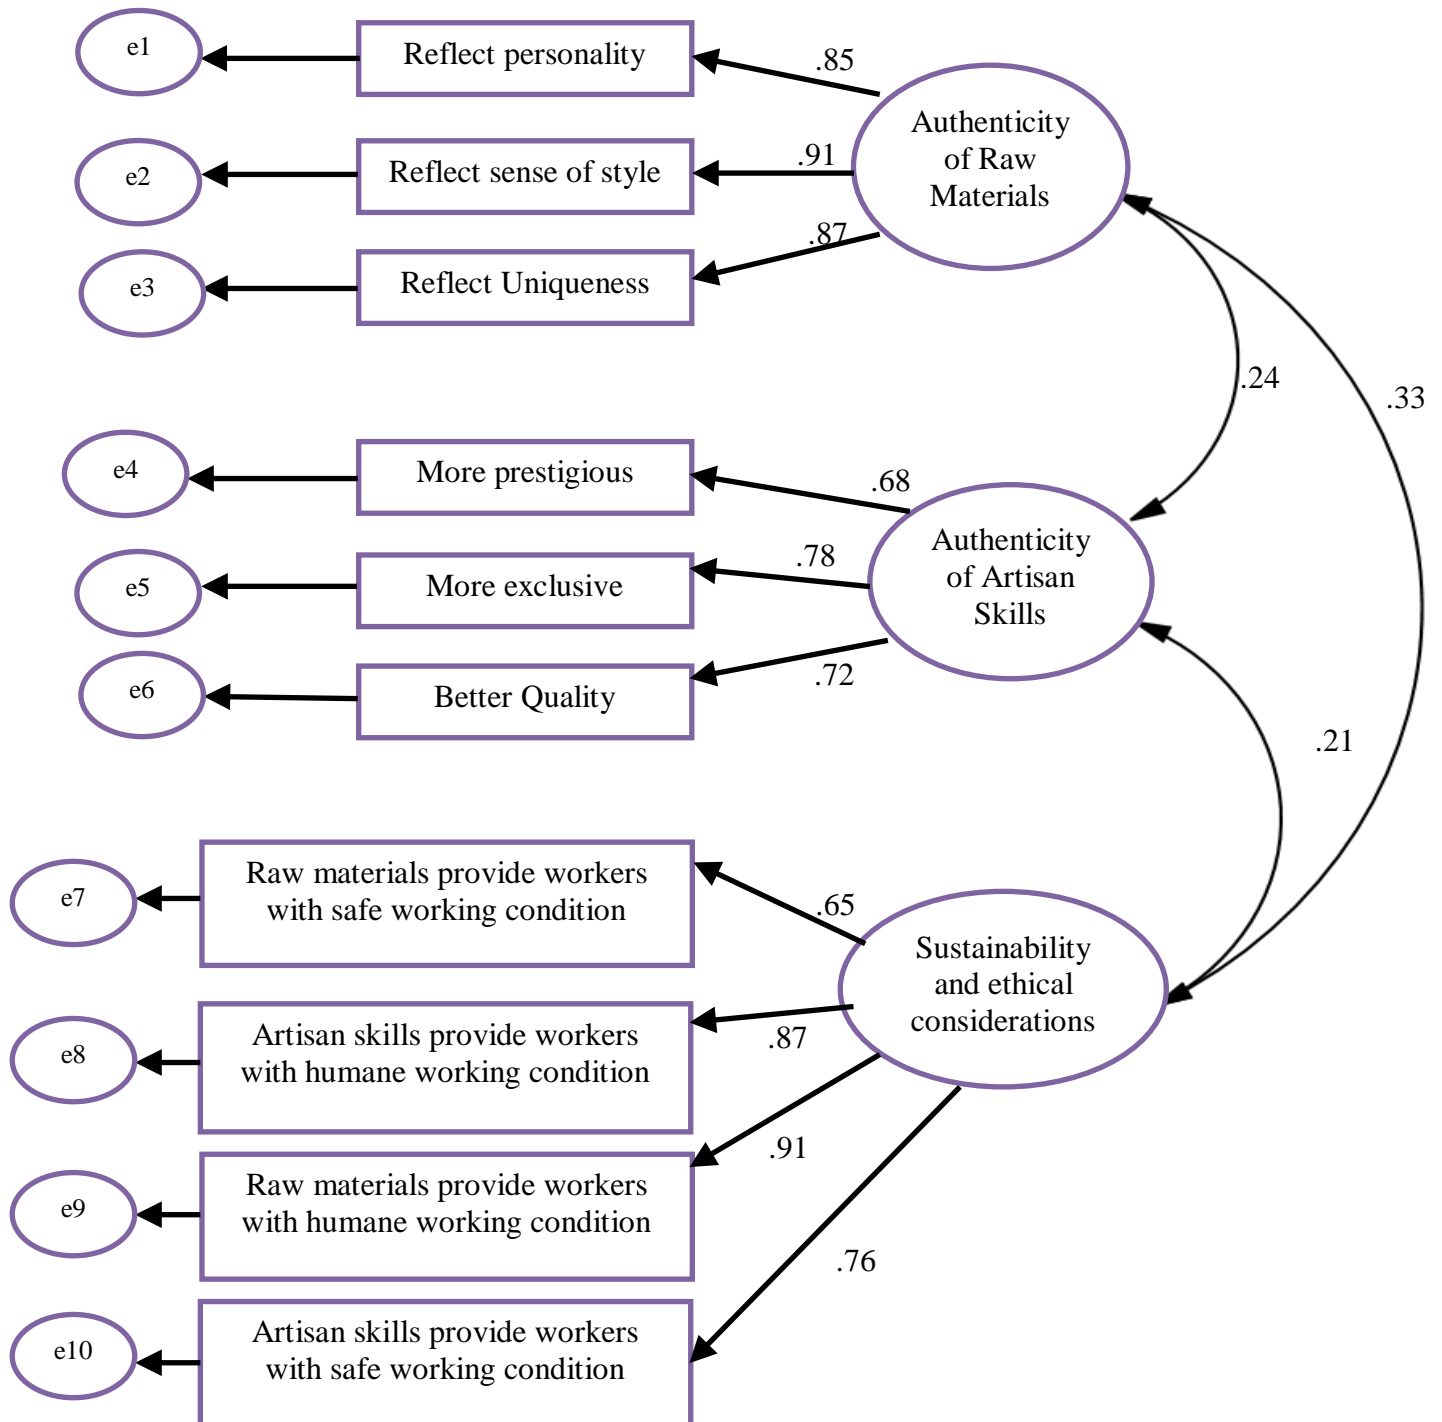 e1
Reflect personality
.85
Authenticity
of Raw
Materials
e2
Reflect sense of style
.91
e3
Reflect Uniqueness
.87
.24
.33
e4
More prestigious
.68
Authenticity
of Artisan
Skills
e5
More exclusive
.78
e6
Better Quality
.72
.21
e7
Raw materials provide workers
with safe working condition
.65
Sustainability
and ethical
considerations
e8
Artisan skills provide workers
with humane working condition
.87
e9
Raw materials provide workers
with humane working condition
.91
.76
e10
Artisan skills provide workers
with safe working condition